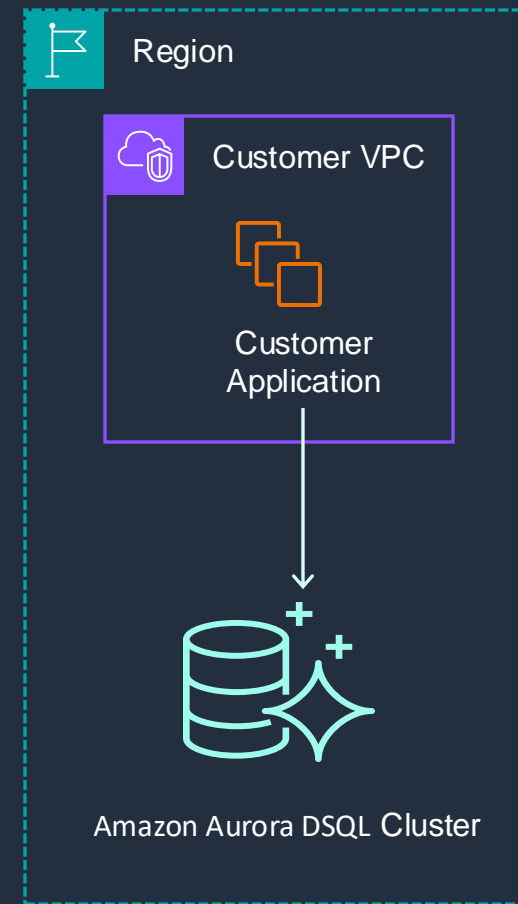 Region
Customer VPC
Customer
Application
Amazon Aurora DSQL Cluster